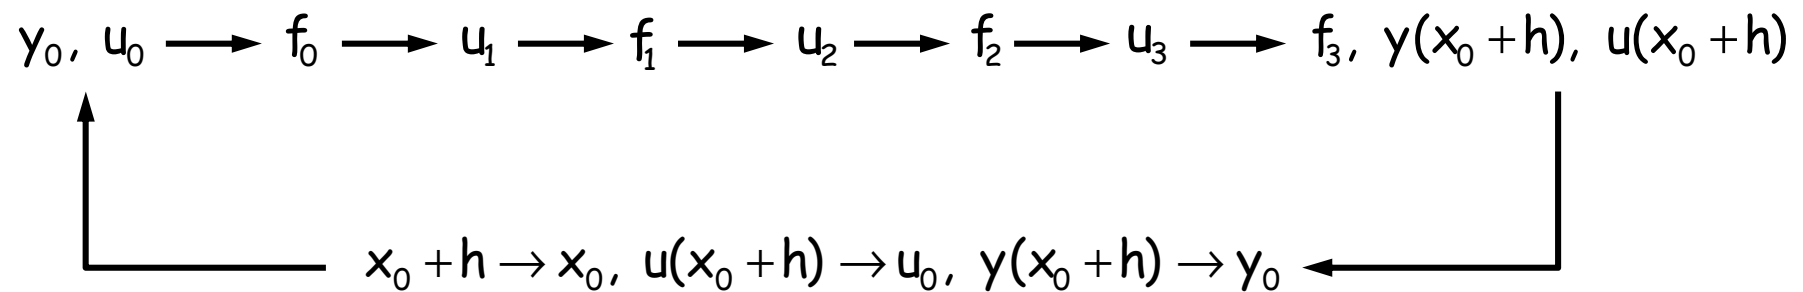 y₀, u₀ → f₀ → u₁ → f₁ → u₂ → f₂ → u₃ → f₃, y(x₀ + h), u(x₀ + h)
x₀ + h → x₀, u(x₀ + h) → u₀, y(x₀ + h) → y₀